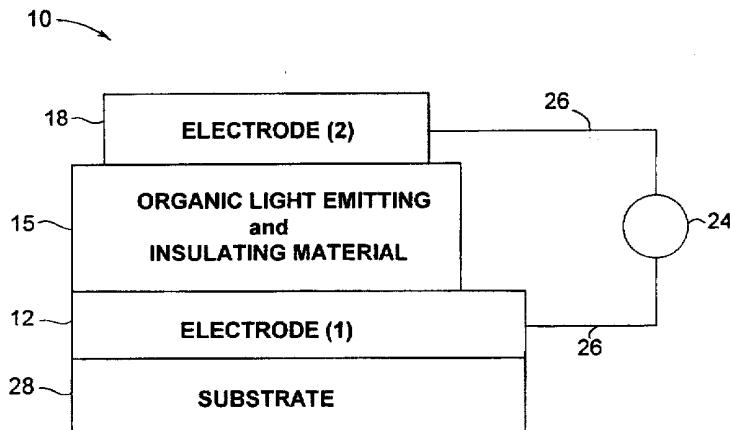 10
18
ELECTRODE (2)
26
15
ORGANIC LIGHT EMITTING
and
INSULATING MATERIAL
24
12
ELECTRODE (1)
26
28
SUBSTRATE